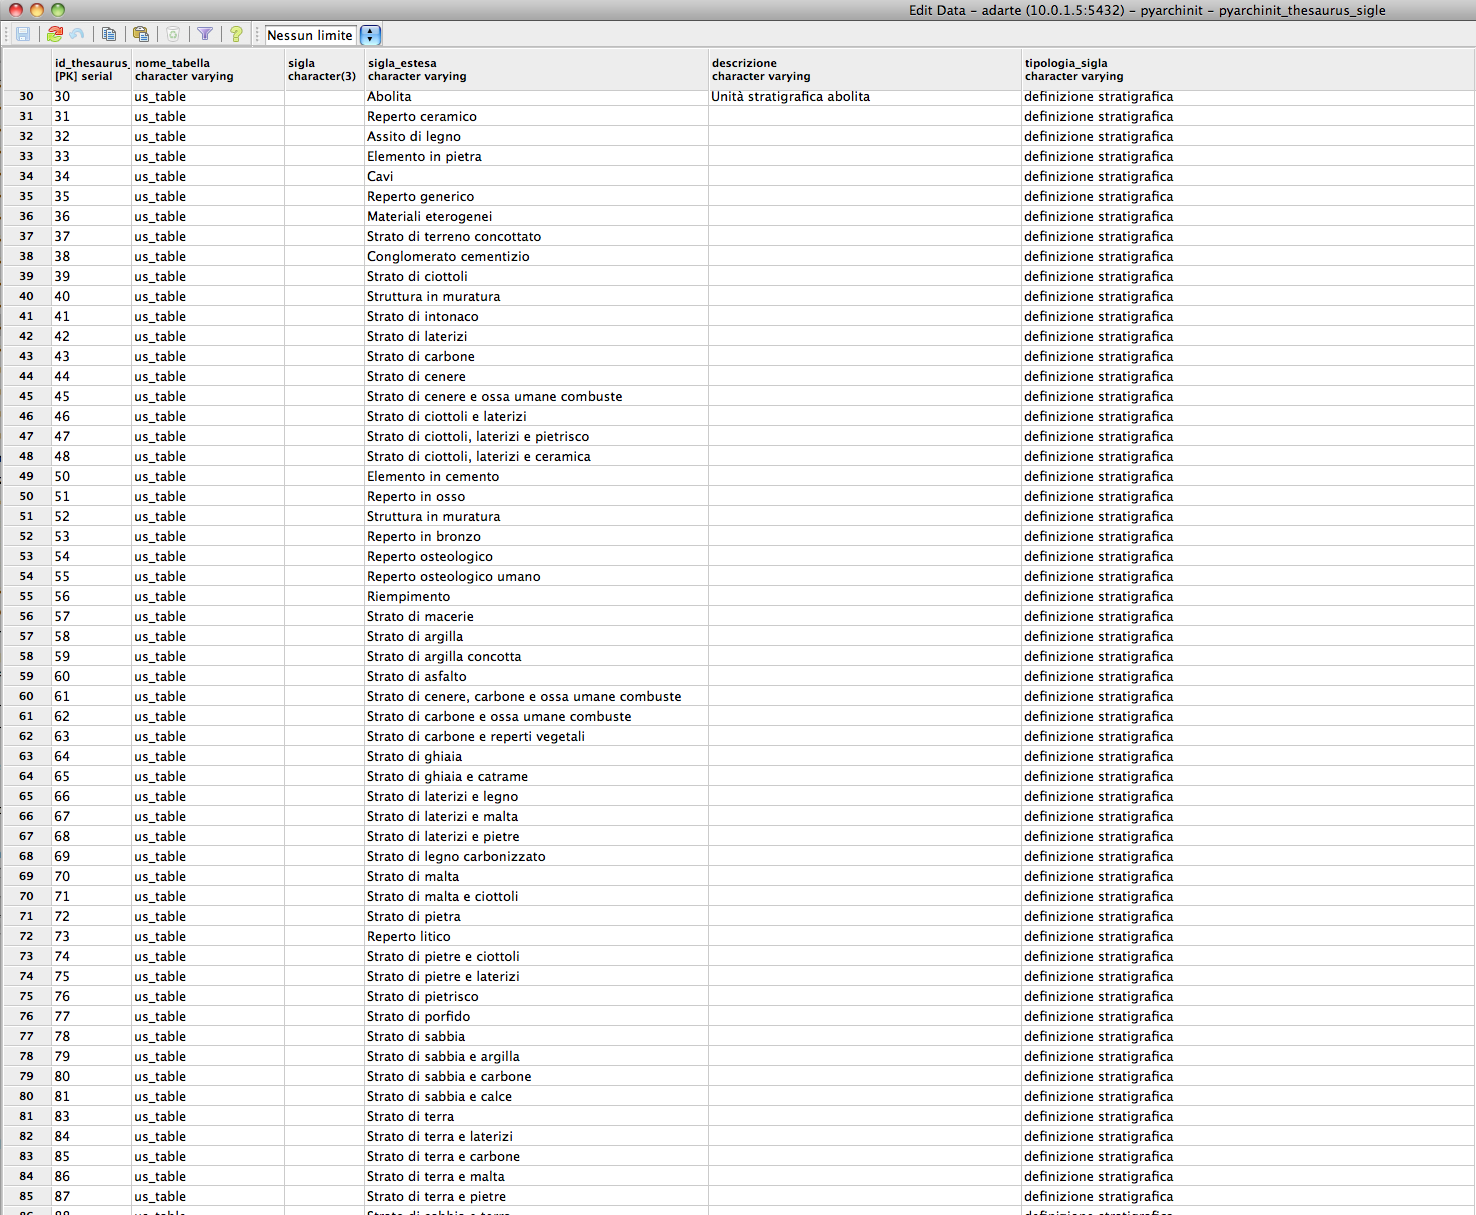 Edit Data - adarte (10.0.1.5:5432) - pyarchinit - pyarchinit_thesaurus_sigle
Nessun limite
id_thesaurus_ nome_tabella sigla sigla_estesa descrizione tipologia_sigla
[PK] serial character varying character(3) character varying character varying character varying
30 30 us_table Abolita Unità stratigrafica abolita definizione stratigrafica
31 31 us_table Reperto ceramico definizione stratigrafica
32 32 us_table Assito di legno definizione stratigrafica
33 33 us_table Elemento in pietra definizione stratigrafica
34 34 us_table Cavi definizione stratigrafica
35 35 us_table Reperto generico definizione stratigrafica
36 36 us_table Materiali eterogenei definizione stratigrafica
37 37 us_table Strato di terreno concottato definizione stratigrafica
38 38 us_table Conglomerato cementizio definizione stratigrafica
39 39 us_table Strato di ciottoli definizione stratigrafica
40 40 us_table Struttura in muratura definizione stratigrafica
41 41 us_table Strato di intonaco definizione stratigrafica
42 42 us_table Strato di laterizi definizione stratigrafica
43 43 us_table Strato di carbone definizione stratigrafica
44 44 us_table Strato di cenere definizione stratigrafica
45 45 us_table Strato di cenere e ossa umane combuste definizione stratigrafica
46 46 us_table Strato di ciottoli e laterizi definizione stratigrafica
47 47 us_table Strato di ciottoli, laterizi e pietrisco definizione stratigrafica
48 48 us_table Strato di ciottoli, laterizi e ceramica definizione stratigrafica
49 50 us_table Elemento in cemento definizione stratigrafica
50 51 us_table Reperto in osso definizione stratigrafica
51 52 us_table Struttura in muratura definizione stratigrafica
52 53 us_table Reperto in bronzo definizione stratigrafica
53 54 us_table Reperto osteologico definizione stratigrafica
54 55 us_table Reperto osteologico umano definizione stratigrafica
55 56 us_table Riempimento definizione stratigrafica
56 57 us_table Strato di macerie definizione stratigrafica
57 58 us_table Strato di argilla definizione stratigrafica
58 59 us_table Strato di argilla concotta definizione stratigrafica
59 60 us_table Strato di asfalto definizione stratigrafica
60 61 us_table Strato di cenere, carbone e ossa umane combuste definizione stratigrafica
61 62 us_table Strato di carbone e ossa umane combuste definizione stratigrafica
62 63 us_table Strato di carbone e reperti vegetali definizione stratigrafica
63 64 us_table Strato di ghiaia definizione stratigrafica
64 65 us_table Strato di ghiaia e catrame definizione stratigrafica
65 66 us_table Strato di laterizi e legno definizione stratigrafica
66 67 us_table Strato di laterizi e malta definizione stratigrafica
67 68 us_table Strato di laterizi e pietre definizione stratigrafica
68 69 us_table Strato di legno carbonizzato definizione stratigrafica
69 70 us_table Strato di malta definizione stratigrafica
70 71 us_table Strato di malta e ciottoli definizione stratigrafica
71 72 us_table Strato di pietra definizione stratigrafica
72 73 us_table Reperto litico definizione stratigrafica
73 74 us_table Strato di pietre e ciottoli definizione stratigrafica
74 75 us_table Strato di pietre e laterizi definizione stratigrafica
75 76 us_table Strato di pietrisco definizione stratigrafica
76 77 us_table Strato di porfido definizione stratigrafica
77 78 us_table Strato di sabbia definizione stratigrafica
78 79 us_table Strato di sabbia e argilla definizione stratigrafica
79 80 us_table Strato di sabbia e carbone definizione stratigrafica
80 81 us_table Strato di sabbia e calce definizione stratigrafica
81 83 us_table Strato di terra definizione stratigrafica
82 84 us_table Strato di terra e laterizi definizione stratigrafica
83 85 us_table Strato di terra e carbone definizione stratigrafica
84 86 us_table Strato di terra e malta definizione stratigrafica
85 87 us_table Strato di terra e pietre definizione stratigrafica